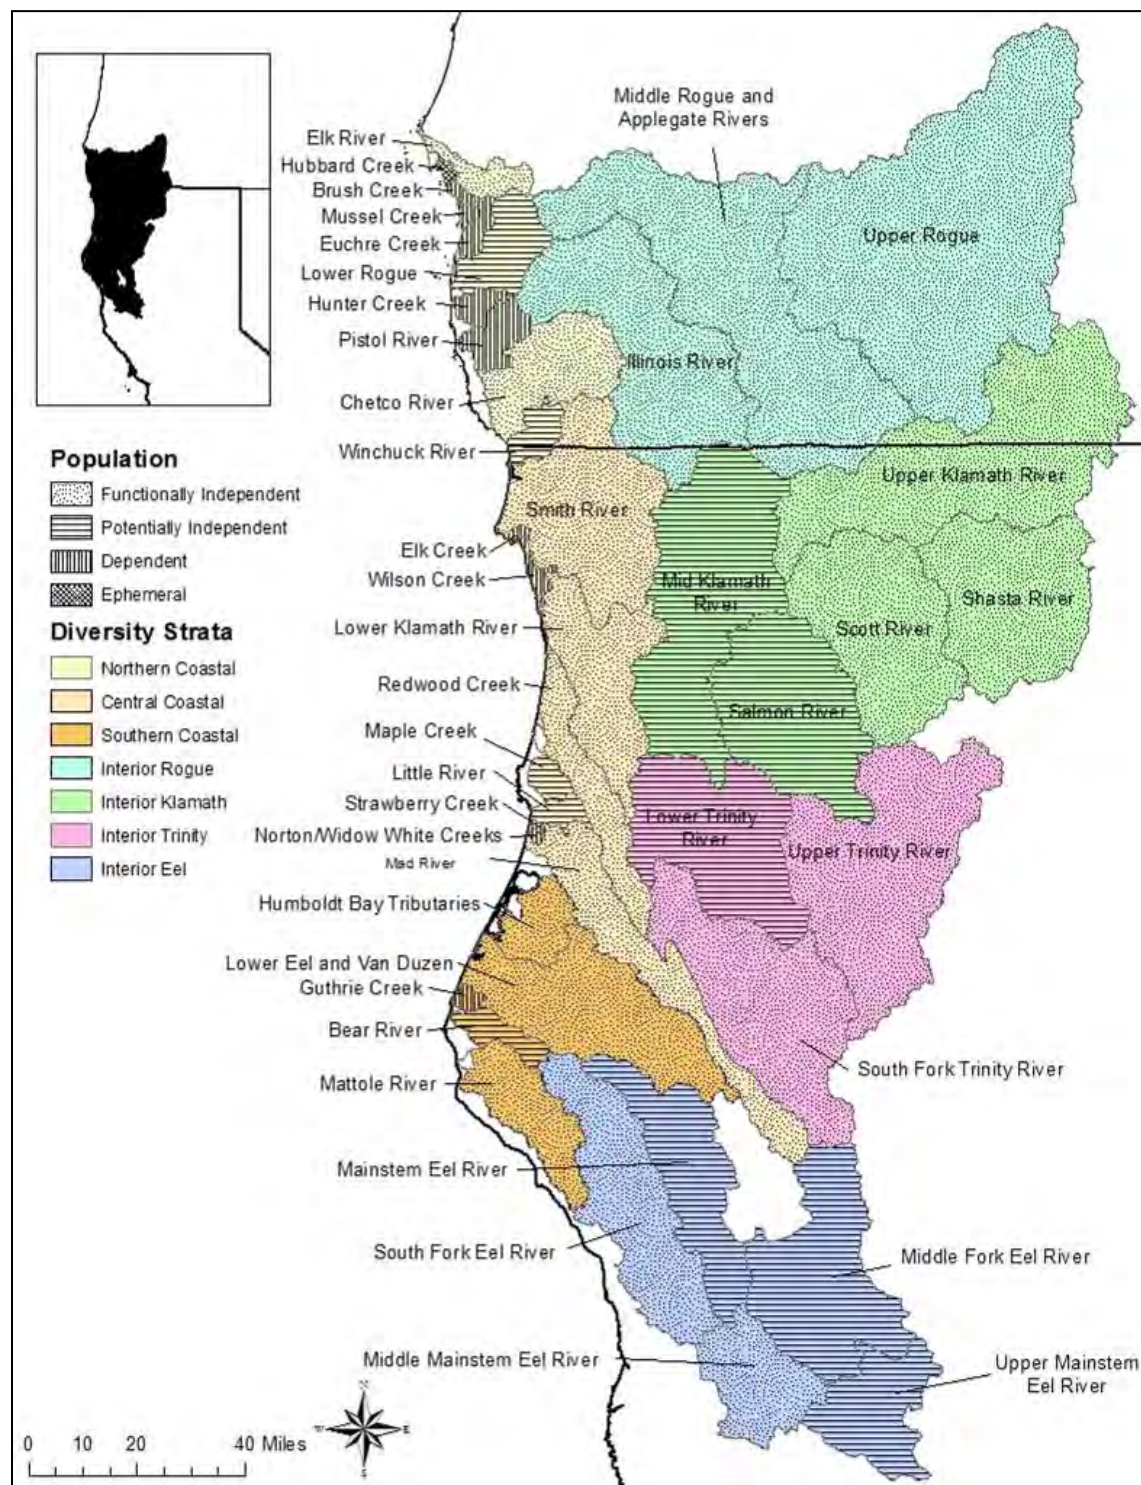 Middle Rogue and
Applegate Rivers
Elk River
Hubbard Creek
Brush Creek
Mussel Creek
Euchre Creek
Lower Rogue
Hunter Creek
Pistol River
Chetco River
Winchuck River
Upper Rogue
Illinois River
Upper Klamath River
Smith River
Elk Creek
Wilson Creek
Mid Klamath
River
Shasta River
Scott River
Lower Klamath River
Redwood Creek
Salmon River
Maple Creek
Little River
Strawberry Creek
Norton/Widow White Creeks
Mad River
Lower Trinity
River
Upper Trinity River
Humboldt Bay Tributaries
Lower Eel and Van Duzen
Guthrie Creek
Bear River
Mattole River
South Fork Trinity River
Mainstem Eel River
South Fork Eel River
Middle Fork Eel River
Middle Mainstem Eel River
Upper Mainstem
Eel River
Population
Functionally Independent
Potentially Independent
Dependent
Ephemeral
Diversity Strata
Northern Coastal
Central Coastal
Southern Coastal
Interior Rogue
Interior Klamath
Interior Trinity
Interior Eel
N
W
E
S
0 10 20 40 Miles